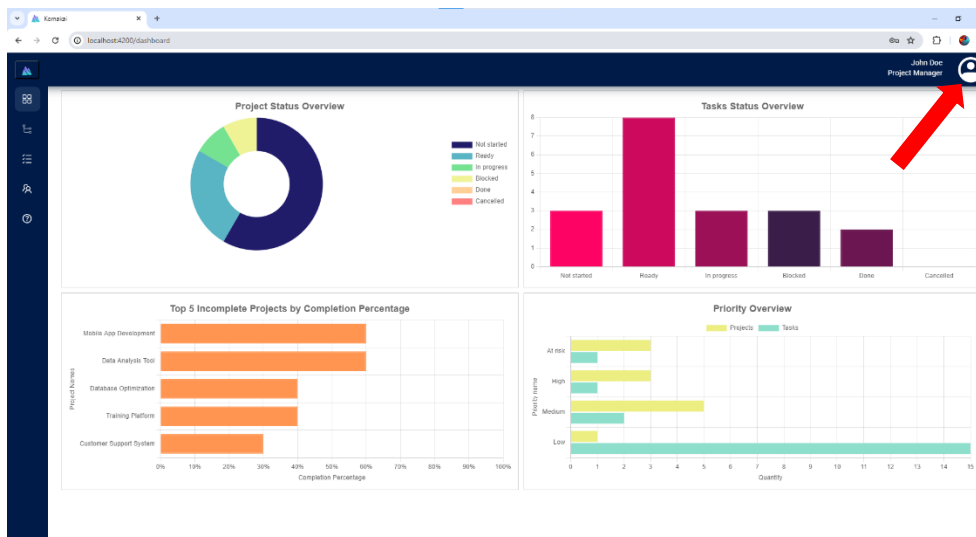 Komakai
localhost:4200/dashboard
John Doe
Project Manager
Project Status Overview
Not started
Ready
In progress
Blocked
Done
Cancelled
Tasks Status Overview
8
7
6
5
4
3
2
1
0
Not started Ready In progress Blocked Done Cancelled
Top 5 Incomplete Projects by Completion Percentage
Project Names
Mobile App Development
Data Analysis Tool
Database Optimization
Training Platform
Customer Support System
0% 10% 20% 30% 40% 50% 60% 70% 80% 90% 100%
Completion Percentage
Priority Overview
Projects Tasks
Priority name
At risk
High
Medium
Low
0 1 2 3 4 5 6 7 8 9 10 11 12 13 14 15
Quantity